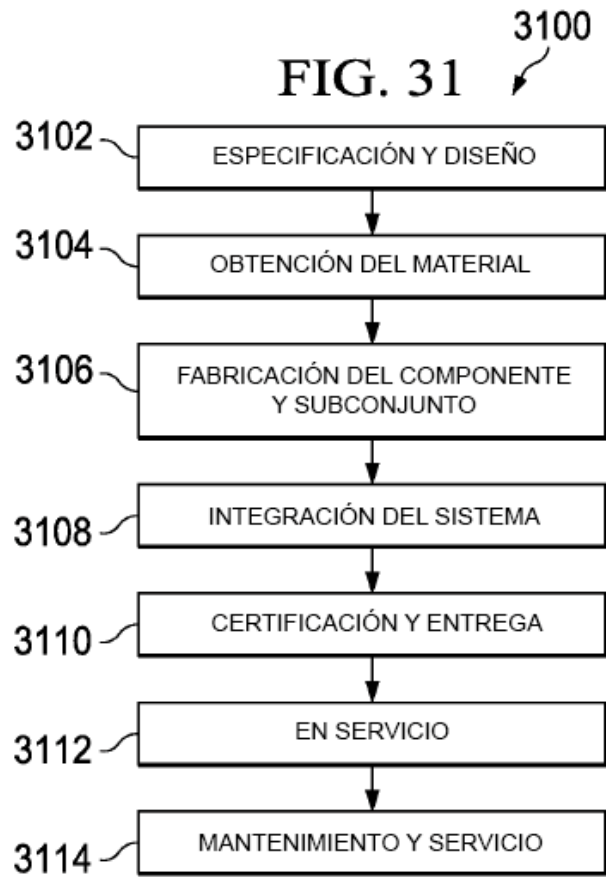 3100
FIG. 31
3102
ESPECIFICACIÓN Y DISEÑO
3104
OBTENCIÓN DEL MATERIAL
3106
FABRICACIÓN DEL COMPONENTE
Y SUBCONJUNTO
3108
INTEGRACIÓN DEL SISTEMA
3110
CERTIFICACIÓN Y ENTREGA
3112
EN SERVICIO
3114
MANTENIMIENTO Y SERVICIO